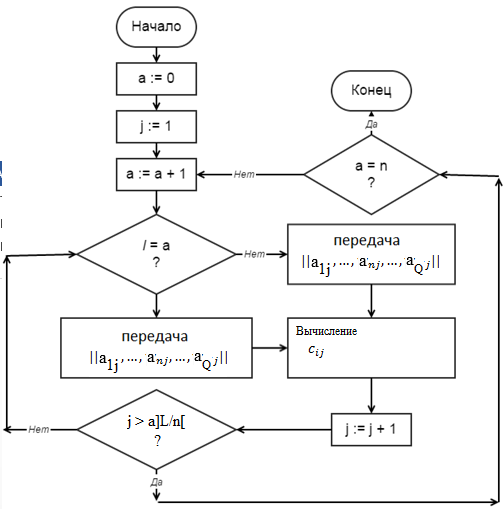 Начало
a := 0
j := 1
a := a + 1
Конец
Да
a = n
?
Нет
l = a
?
Нет
передача
||a1j, ..., anj, ..., aQj||
передача
||a1j, ..., anj, ..., aQj||
Вычисление
cij
j := j + 1
j > a]L/n[
?
Нет
Да